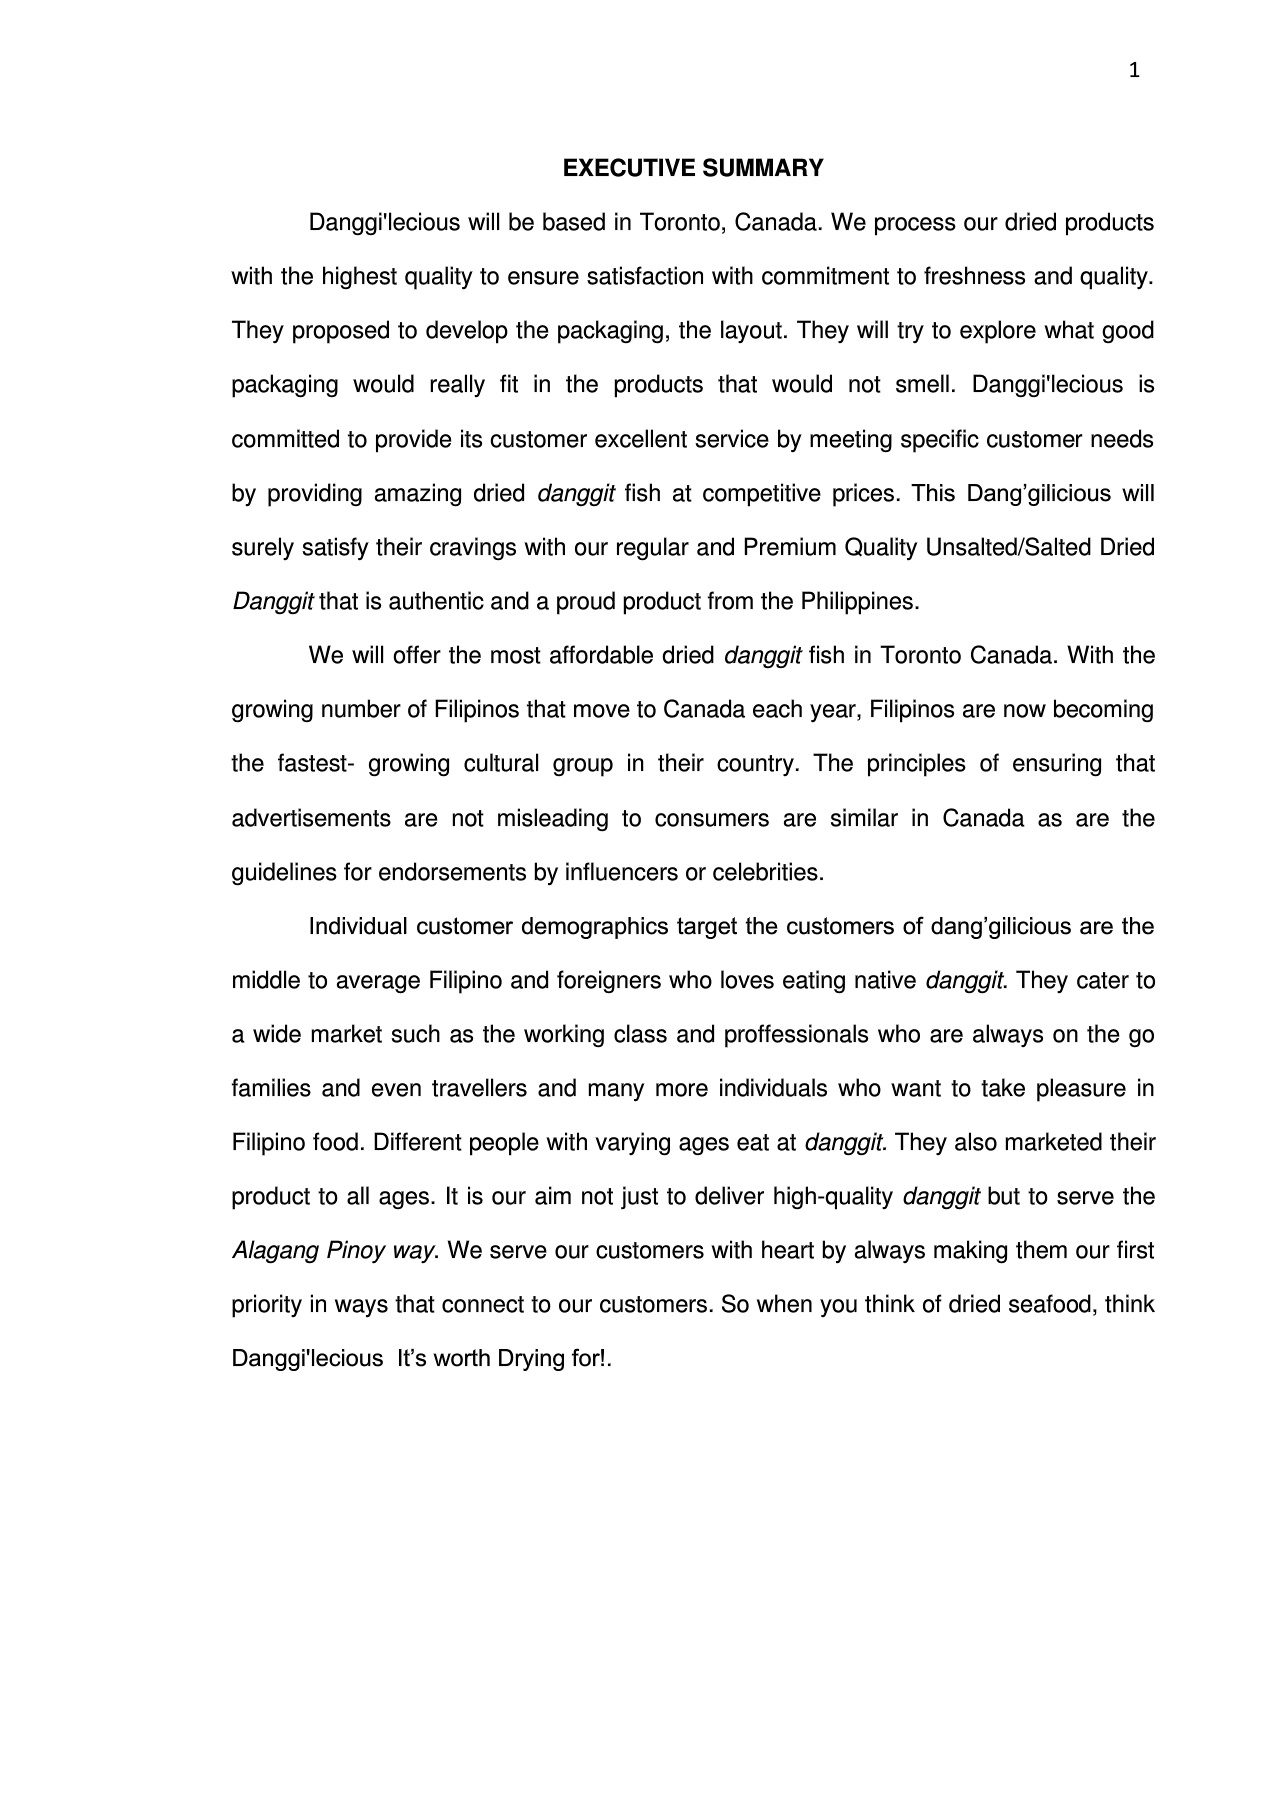 1
EXECUTIVE SUMMARY
Danggi'lecious will be based in Toronto, Canada. We process our dried products
with the highest quality to ensure satisfaction with commitment to freshness and quality.
They proposed to develop the packaging, the layout. They will try to explore what good
packaging would really fit in the products that would not smell. Danggi'lecious is
committed to provide its customer excellent service by meeting specific customer needs
by providing amazing dried danggit fish at competitive prices. This Dang’gilicious will
surely satisfy their cravings with our regular and Premium Quality Unsalted/Salted Dried
Danggit that is authentic and a proud product from the Philippines.
We will offer the most affordable dried danggit fish in Toronto Canada. With the
growing number of Filipinos that move to Canada each year, Filipinos are now becoming
the fastest- growing cultural group in their country. The principles of ensuring that
advertisements are not misleading to consumers are similar in Canada as are the
guidelines for endorsements by influencers or celebrities.
Individual customer demographics target the customers of dang’gilicious are the
middle to average Filipino and foreigners who loves eating native danggit. They cater to
a wide market such as the working class and proffessionals who are always on the go
families and even travellers and many more individuals who want to take pleasure in
Filipino food. Different people with varying ages eat at danggit. They also marketed their
product to all ages. It is our aim not just to deliver high-quality danggit but to serve the
Alagang Pinoy way. We serve our customers with heart by always making them our first
priority in ways that connect to our customers. So when you think of dried seafood, think
Danggi'lecious  It’s worth Drying for!.